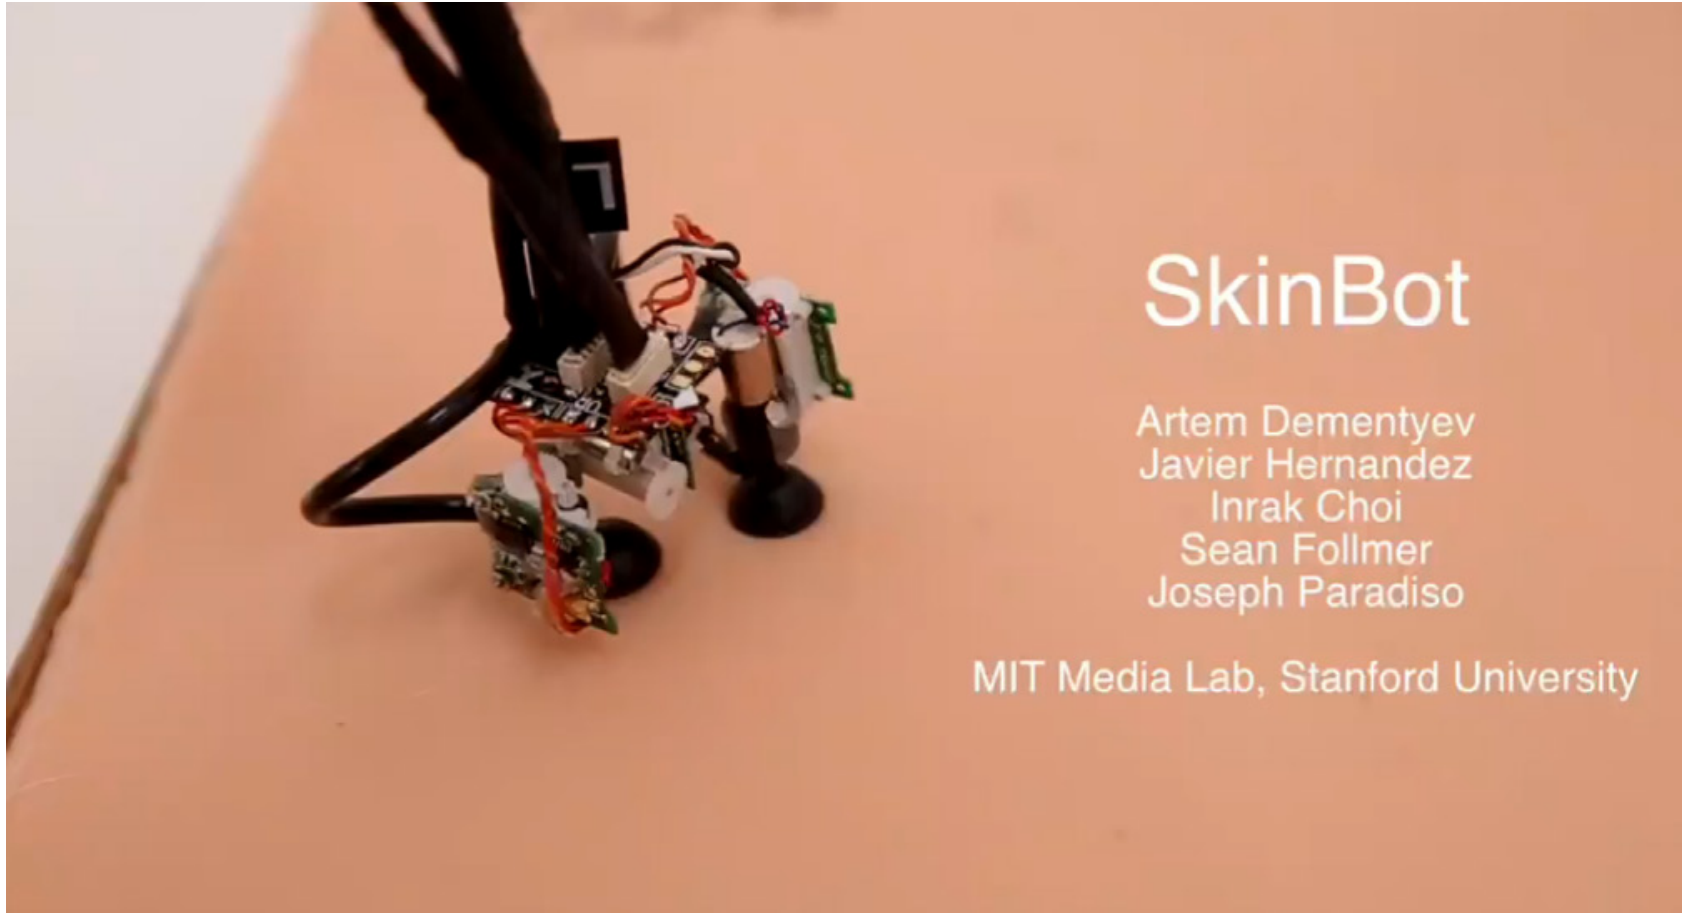 SkinBot
Artem Dementyev
Javier Hernandez
Inrak Choi
Sean Follmer
Joseph Paradiso
MIT Media Lab, Stanford University